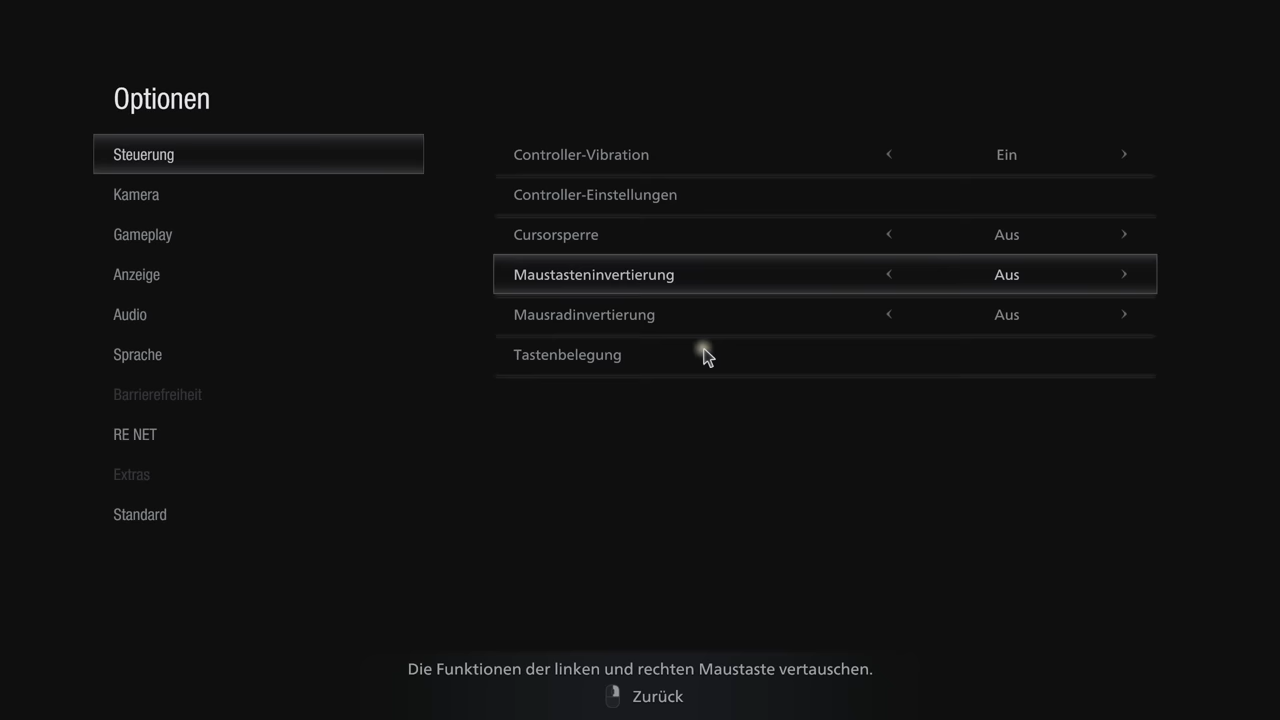 Optionen
Steuerung
Kamera
Gameplay
Anzeige
Audio
Sprache
Barrierefreiheit
RE NET
Extras
Standard
Controller-Vibration Ein
Controller-Einstellungen
Cursorsperre Aus
Maustasteninvertierung Aus
Mausradinvertierung Aus
Tastenbelegung
Die Funktionen der linken und rechten Maustaste vertauschen.
Zurück